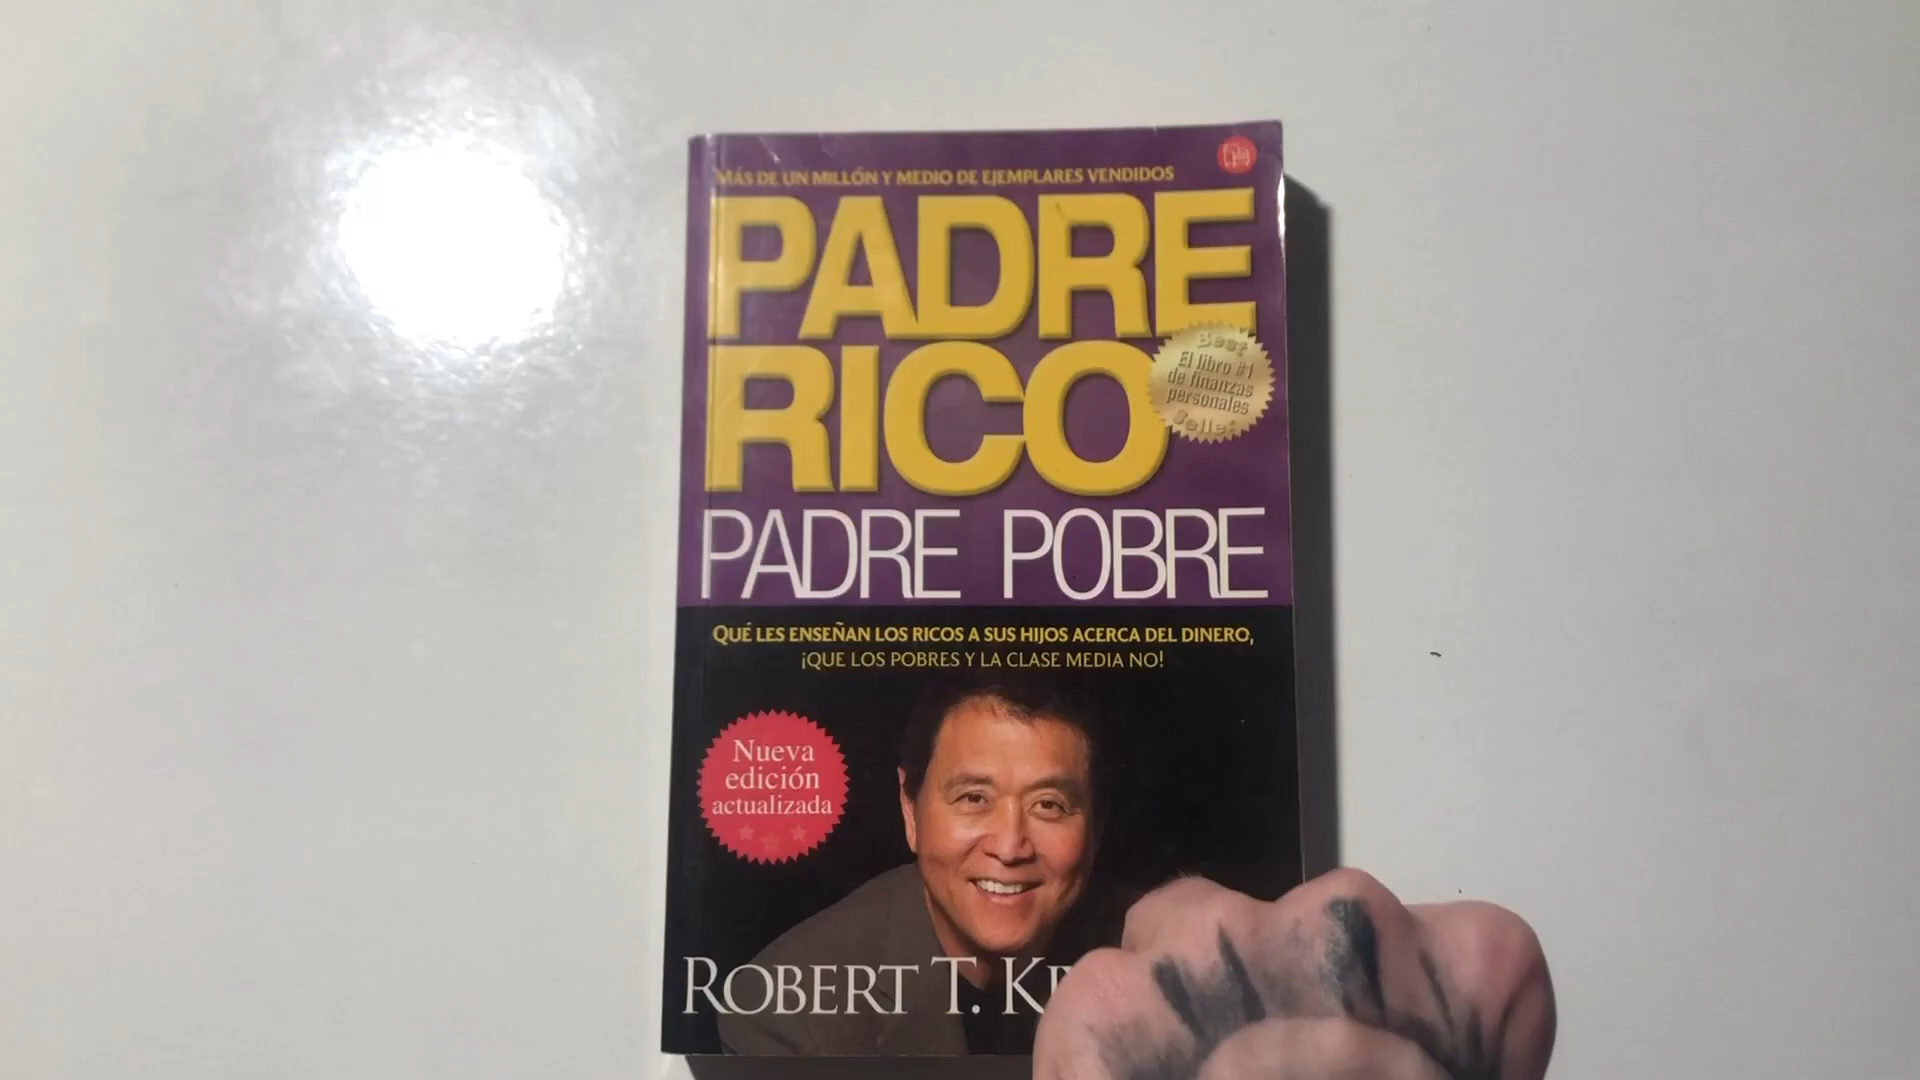 MÁS DE UN MILLÓN Y MEDIO DE EJEMPLARES VENDIDOS
PADRE
RICO
Best
El libro #1
de finanzas
personales
Selle
PADRE POBRE
QUÉ LES ENSEÑAN LOS RICOS A SUS HIJOS ACERCA DEL DINERO,
¡QUE LOS POBRES Y LA CLASE MEDIA NO!
Nueva
edición
actualizada
ROBERT T.